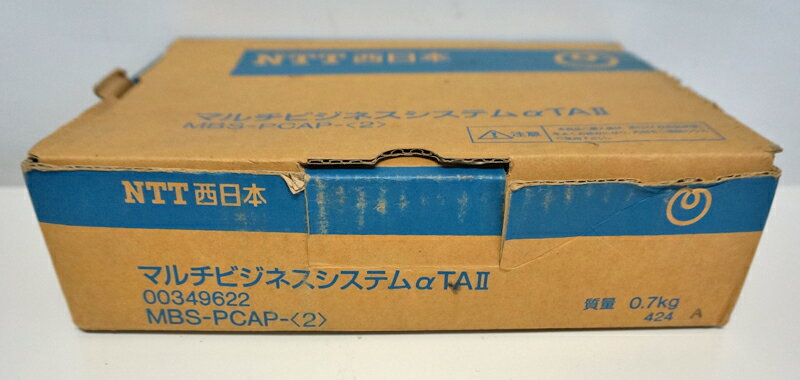 NTT西日本
マルチビジネスシステムαTAⅡ
MBS-PCAP-〈2〉
注意
NTT西日本
マルチビジネスシステムαTAⅡ
00349622
MBS-PCAP-〈2〉
質量 0.7kg
424 A